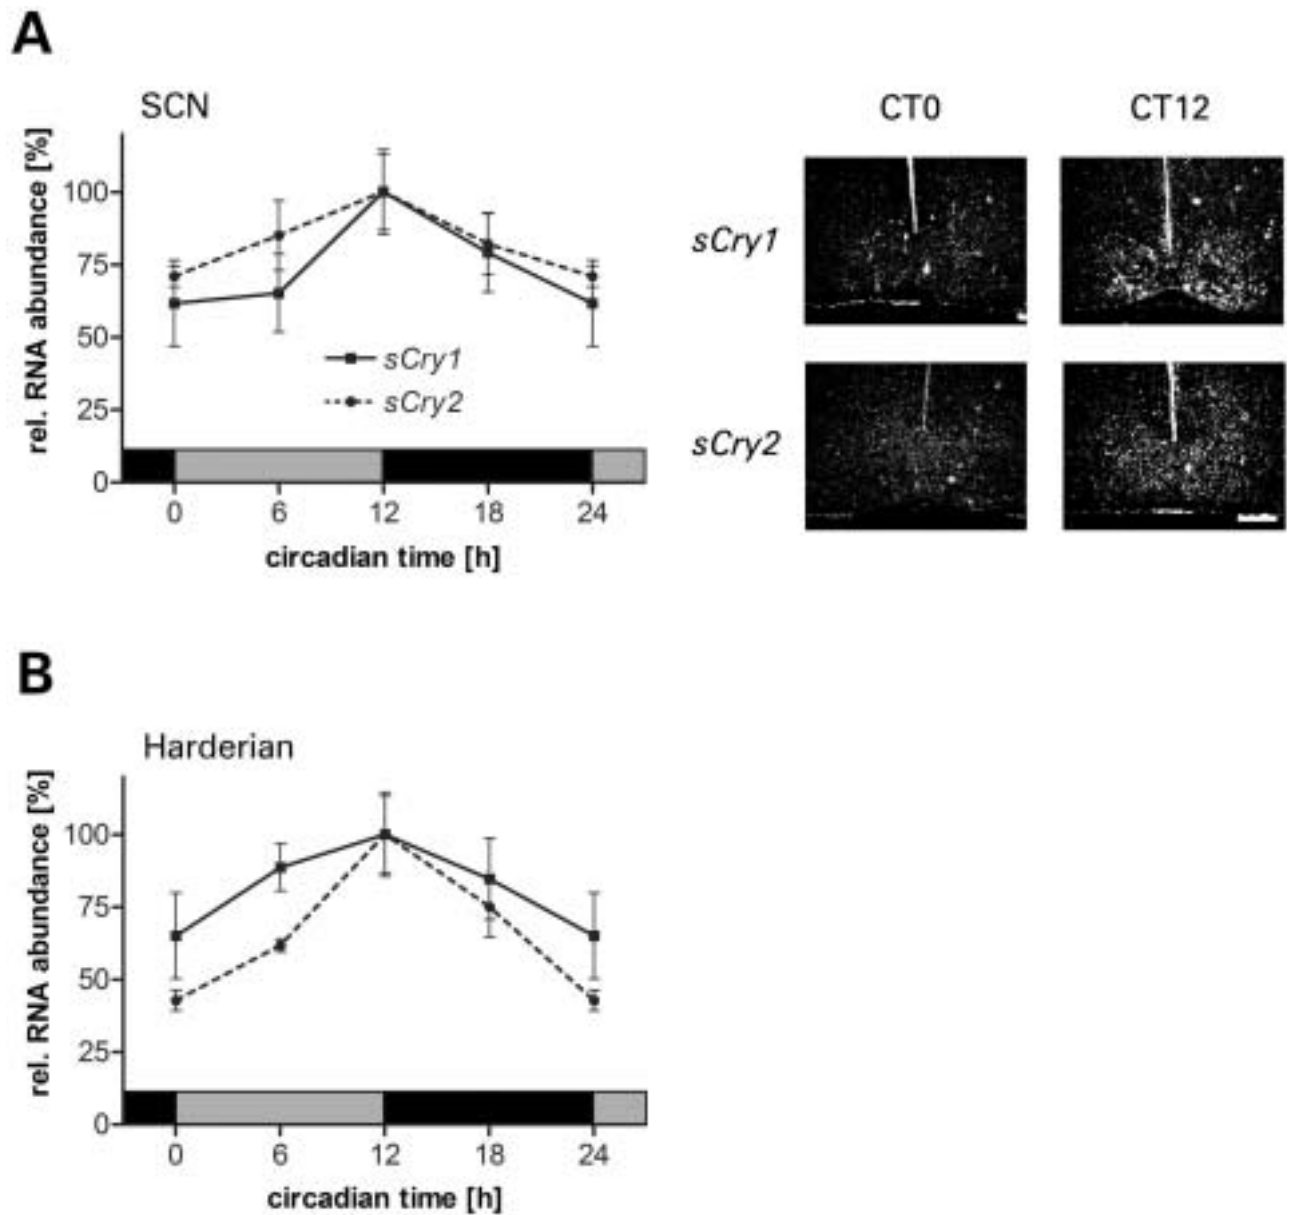 A
SCN
rel. RNA abundance [%]
100
75
50
25
0
sCry1
sCry2
0 6 12 18 24
circadian time [h]
CT0 CT12
sCry1
sCry2
B
Harderian
rel. RNA abundance [%]
100
75
50
25
0
0 6 12 18 24
circadian time [h]